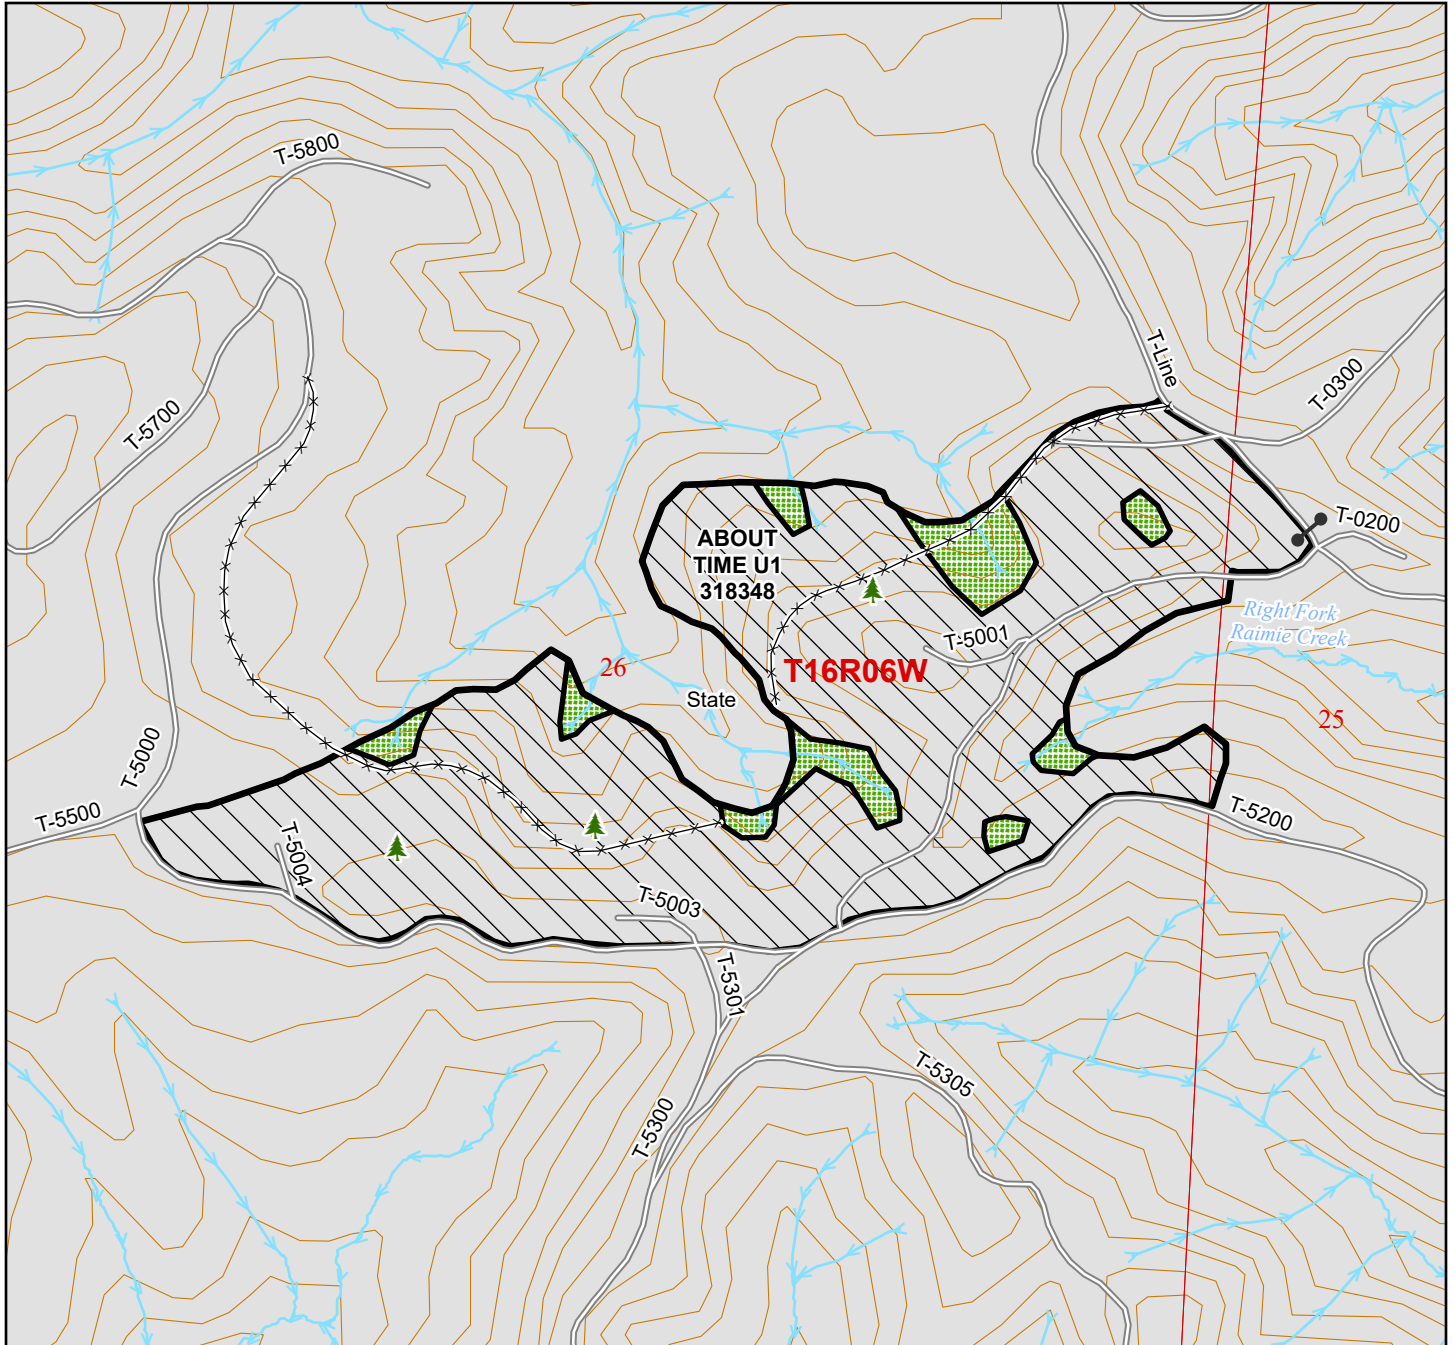 T-5800
T-Line
T-0300
T-5700
T-0200
ABOUT
TIME U1
318348
Right Fork
Raimie Creek
T-5001
26
T16R06W
State
25
T-5000
T-5500
T-5200
T-5004
T-5003
T-5301
T-5305
T-5300